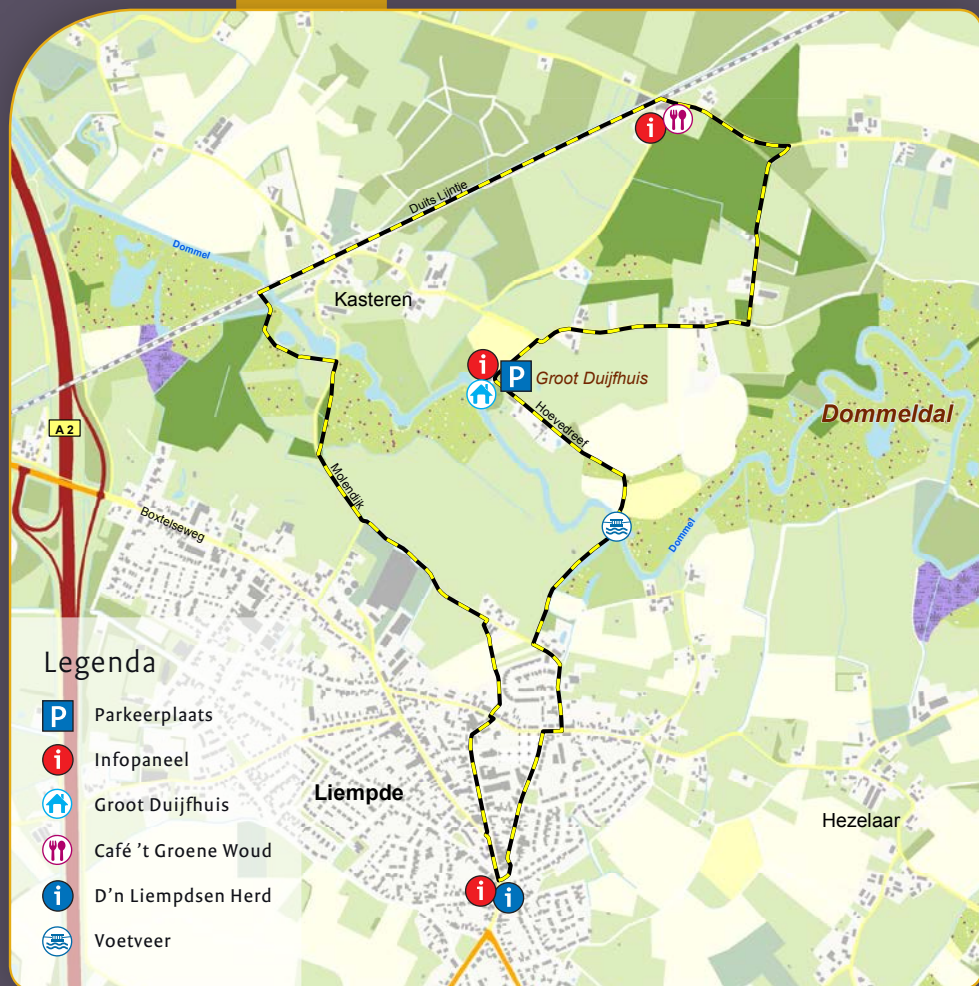 Duits Lijntje
Dommel
Kasteren
i
i
P
Groot Duijfhuis
Hoevedreef
Dommeldal
A 2
Molendijk
Boxtelseweg
Dommel
Liempde
Hezelaar
i
i
Legenda
P Parkeerplaats
i Infopaneel
Groot Duijfhuis
Café ’t Groene Woud
i D’n Liempdsen Herd
Voetveer